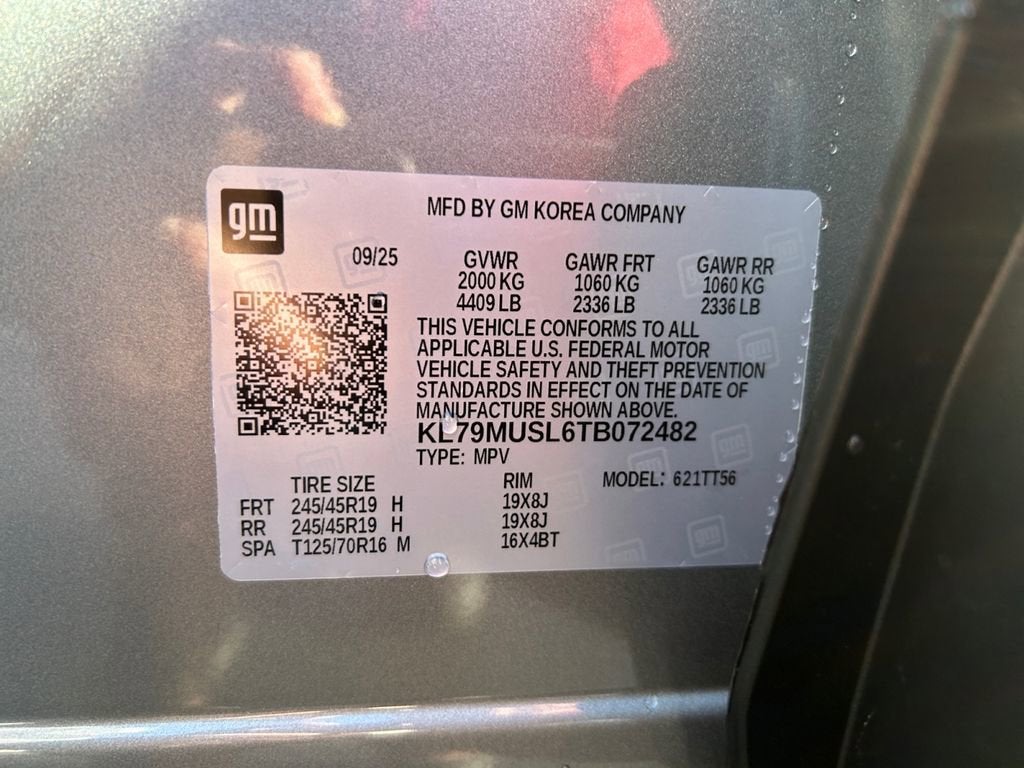 gm
MFD BY GM KOREA COMPANY
09/25
GVWR GAWR FRT GAWR RR
2000 KG 1060 KG 1060 KG
4409 LB 2336 LB 2336 LB
THIS VEHICLE CONFORMS TO ALL
APPLICABLE U.S. FEDERAL MOTOR
VEHICLE SAFETY AND THEFT PREVENTION
STANDARDS IN EFFECT ON THE DATE OF
MANUFACTURE SHOWN ABOVE.
KL79MUSL6TB072482
TYPE: MPV
TIRE SIZE RIM MODEL: 621TT56
FRT 245/45R19 H 19X8J
RR 245/45R19 H 19X8J
SPA T125/70R16 M 16X4BT